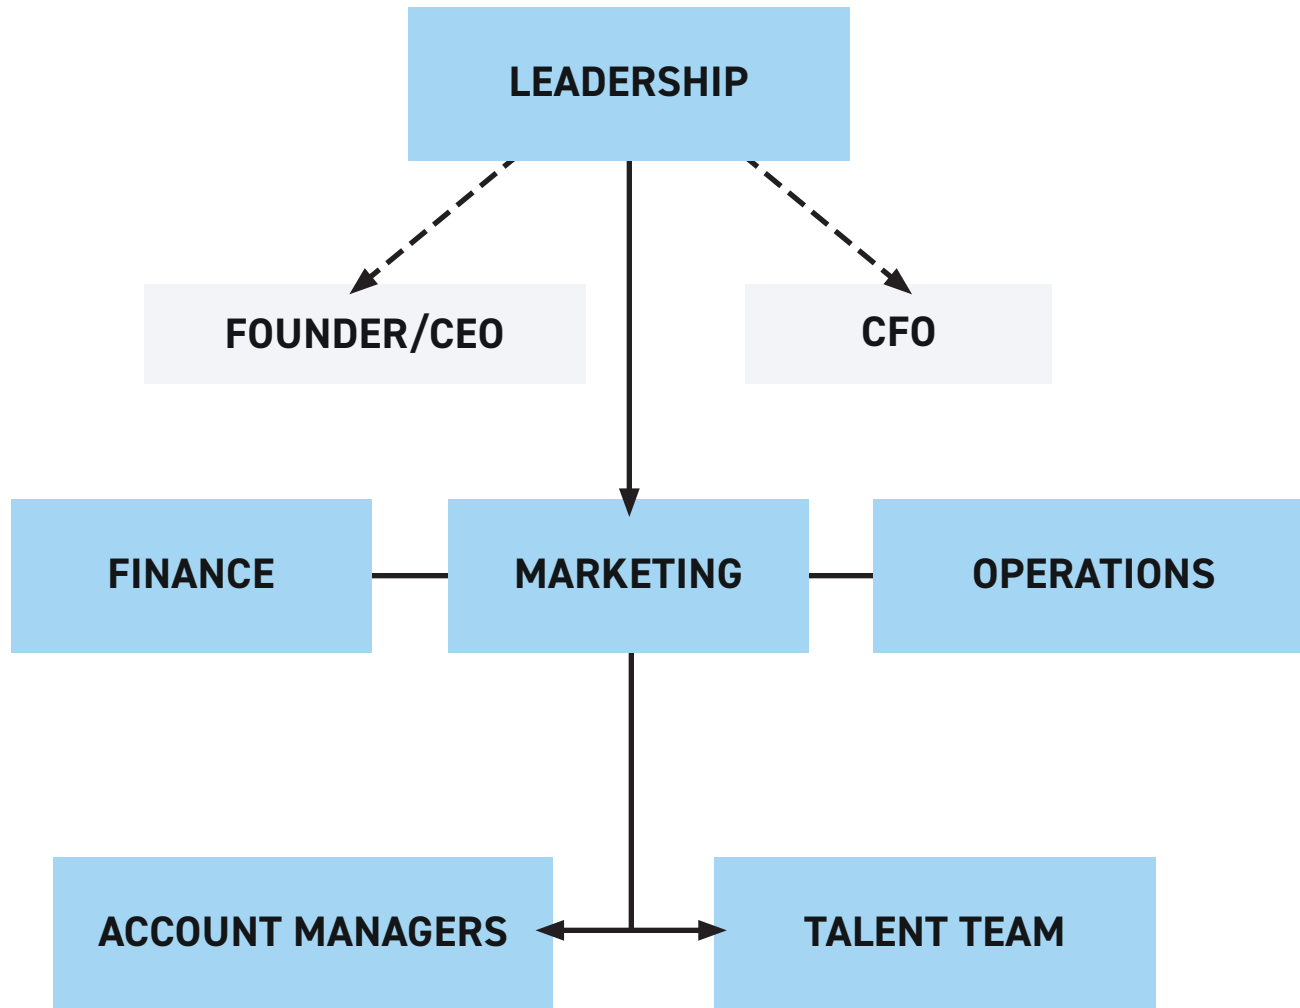 LEADERSHIP
FOUNDER/CEO
CFO
FINANCE
MARKETING
OPERATIONS
ACCOUNT MANAGERS
TALENT TEAM